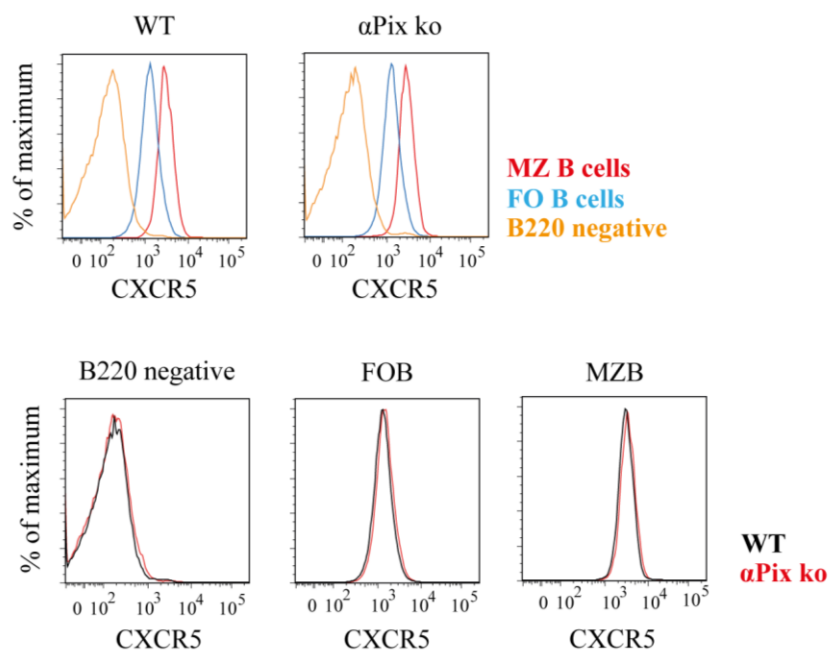 WT
αPix ko
% of maximum
0 10² 10³ 10⁴ 10⁵
0 10² 10³ 10⁴ 10⁵
CXCR5
CXCR5
MZ B cells
FO B cells
B220 negative
B220 negative
FOB
MZB
% of maximum
0 10² 10³ 10⁴ 10⁵
0 10² 10³ 10⁴ 10⁵
0 10² 10³ 10⁴ 10⁵
CXCR5
CXCR5
CXCR5
WT
αPix ko